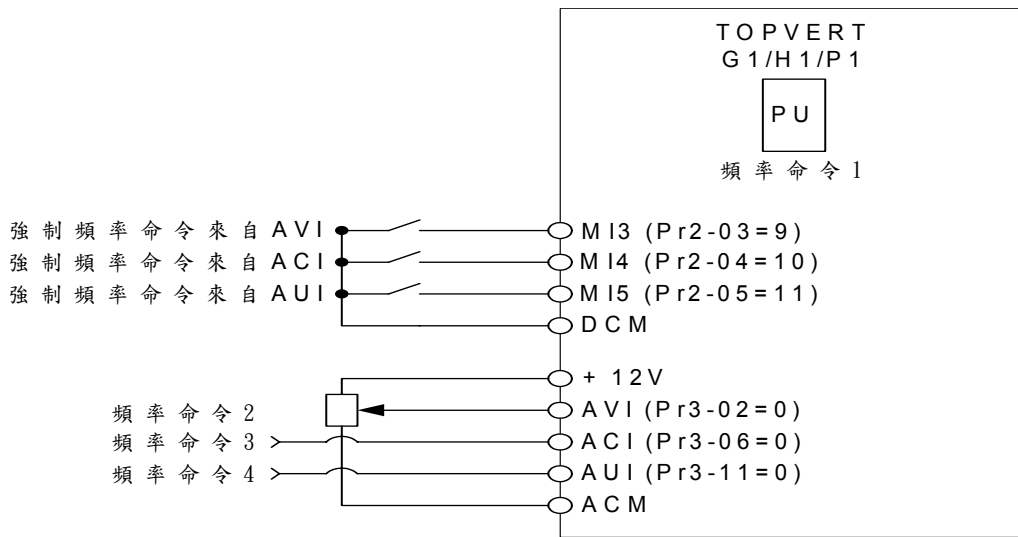 TOPVERT
G1/H1/P1
PU
頻率命令1
強制頻率命令來自AVI
MI3 (Pr2-03=9)
強制頻率命令來自ACI
MI4 (Pr2-04=10)
強制頻率命令來自AUI
MI5 (Pr2-05=11)
DCM
+ 12V
頻率命令2
AVI (Pr3-02=0)
頻率命令3
ACI (Pr3-06=0)
頻率命令4
AUI (Pr3-11=0)
ACM